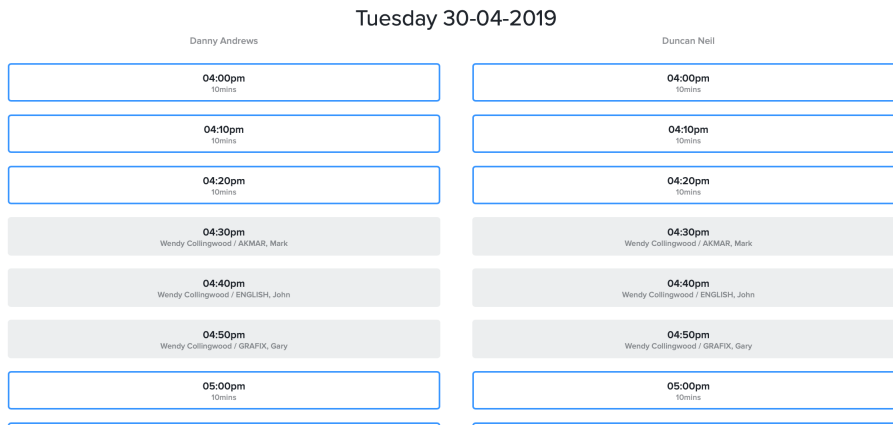 Tuesday 30-04-2019
Danny Andrews
Duncan Neil
04:00pm
10mins
04:00pm
10mins
04:10pm
10mins
04:10pm
10mins
04:20pm
10mins
04:20pm
10mins
04:30pm
Wendy Collingwood / AKMAR, Mark
04:30pm
Wendy Collingwood / AKMAR, Mark
04:40pm
Wendy Collingwood / ENGLISH, John
04:40pm
Wendy Collingwood / ENGLISH, John
04:50pm
Wendy Collingwood / GRAFIX, Gary
04:50pm
Wendy Collingwood / GRAFIX, Gary
05:00pm
10mins
05:00pm
10mins